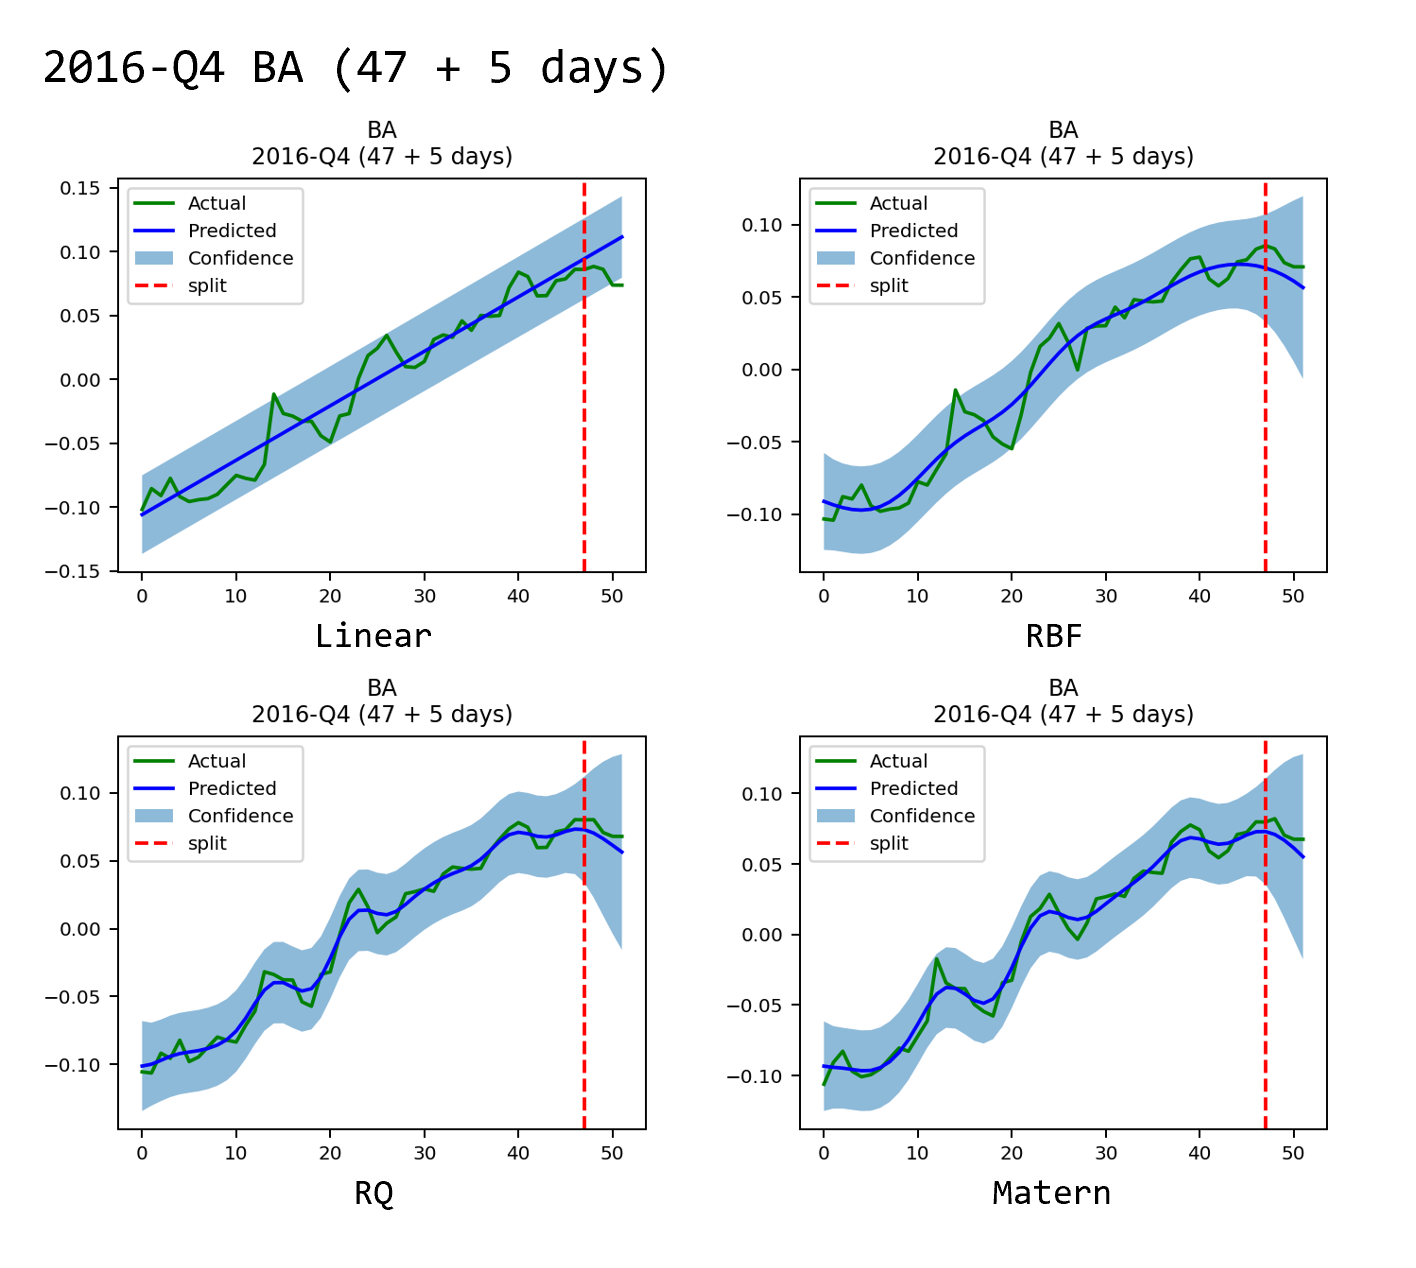 2016-Q4 BA (47 + 5 days)
BA
2016-Q4 (47 + 5 days)
Actual
Predicted
Confidence
split
0.15
0.10
0.05
0.00
−0.05
−0.10
−0.15
0 10 20 30 40 50
Linear
BA
2016-Q4 (47 + 5 days)
Actual
Predicted
Confidence
split
0.10
0.05
0.00
−0.05
−0.10
0 10 20 30 40 50
RBF
BA
2016-Q4 (47 + 5 days)
Actual
Predicted
Confidence
split
0.10
0.05
0.00
−0.05
−0.10
0 10 20 30 40 50
RQ
BA
2016-Q4 (47 + 5 days)
Actual
Predicted
Confidence
split
0.10
0.05
0.00
−0.05
−0.10
0 10 20 30 40 50
Matern